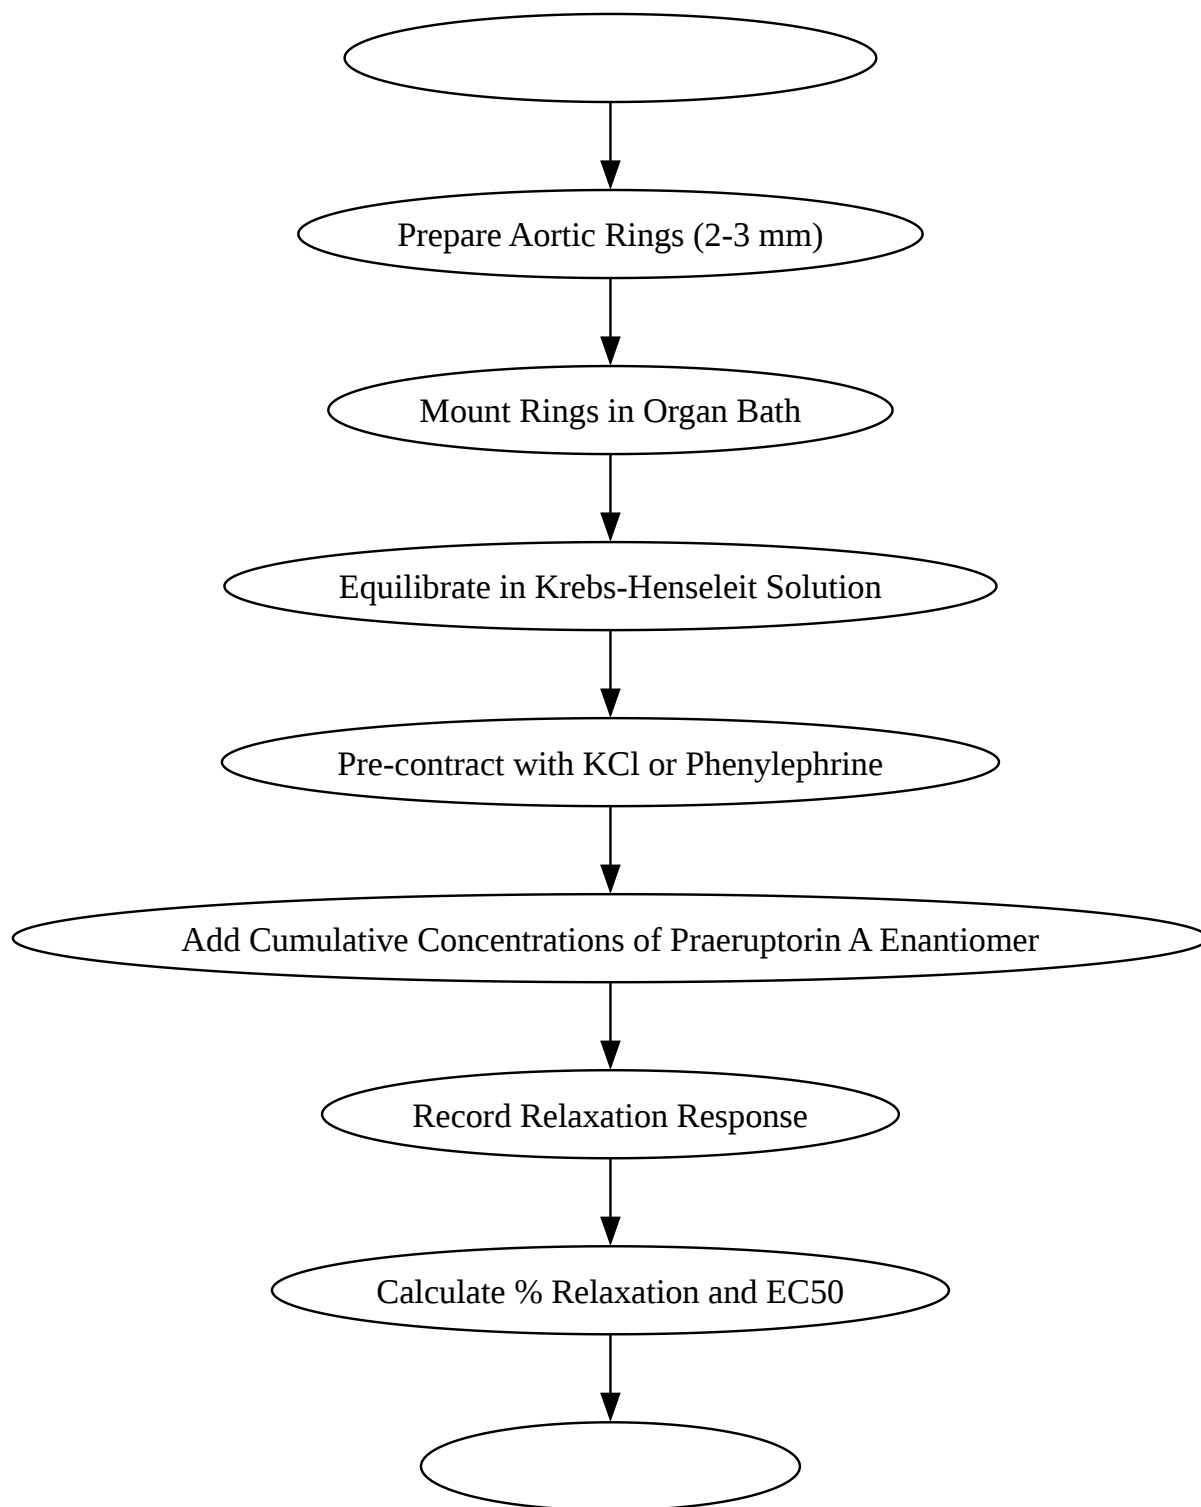 Prepare Aortic Rings (2-3 mm)
Mount Rings in Organ Bath
Equilibrate in Krebs-Henseleit Solution
Pre-contract with KCl or Phenylephrine
Add Cumulative Concentrations of Praeruptorin A Enantiomer
Record Relaxation Response
Calculate % Relaxation and EC50